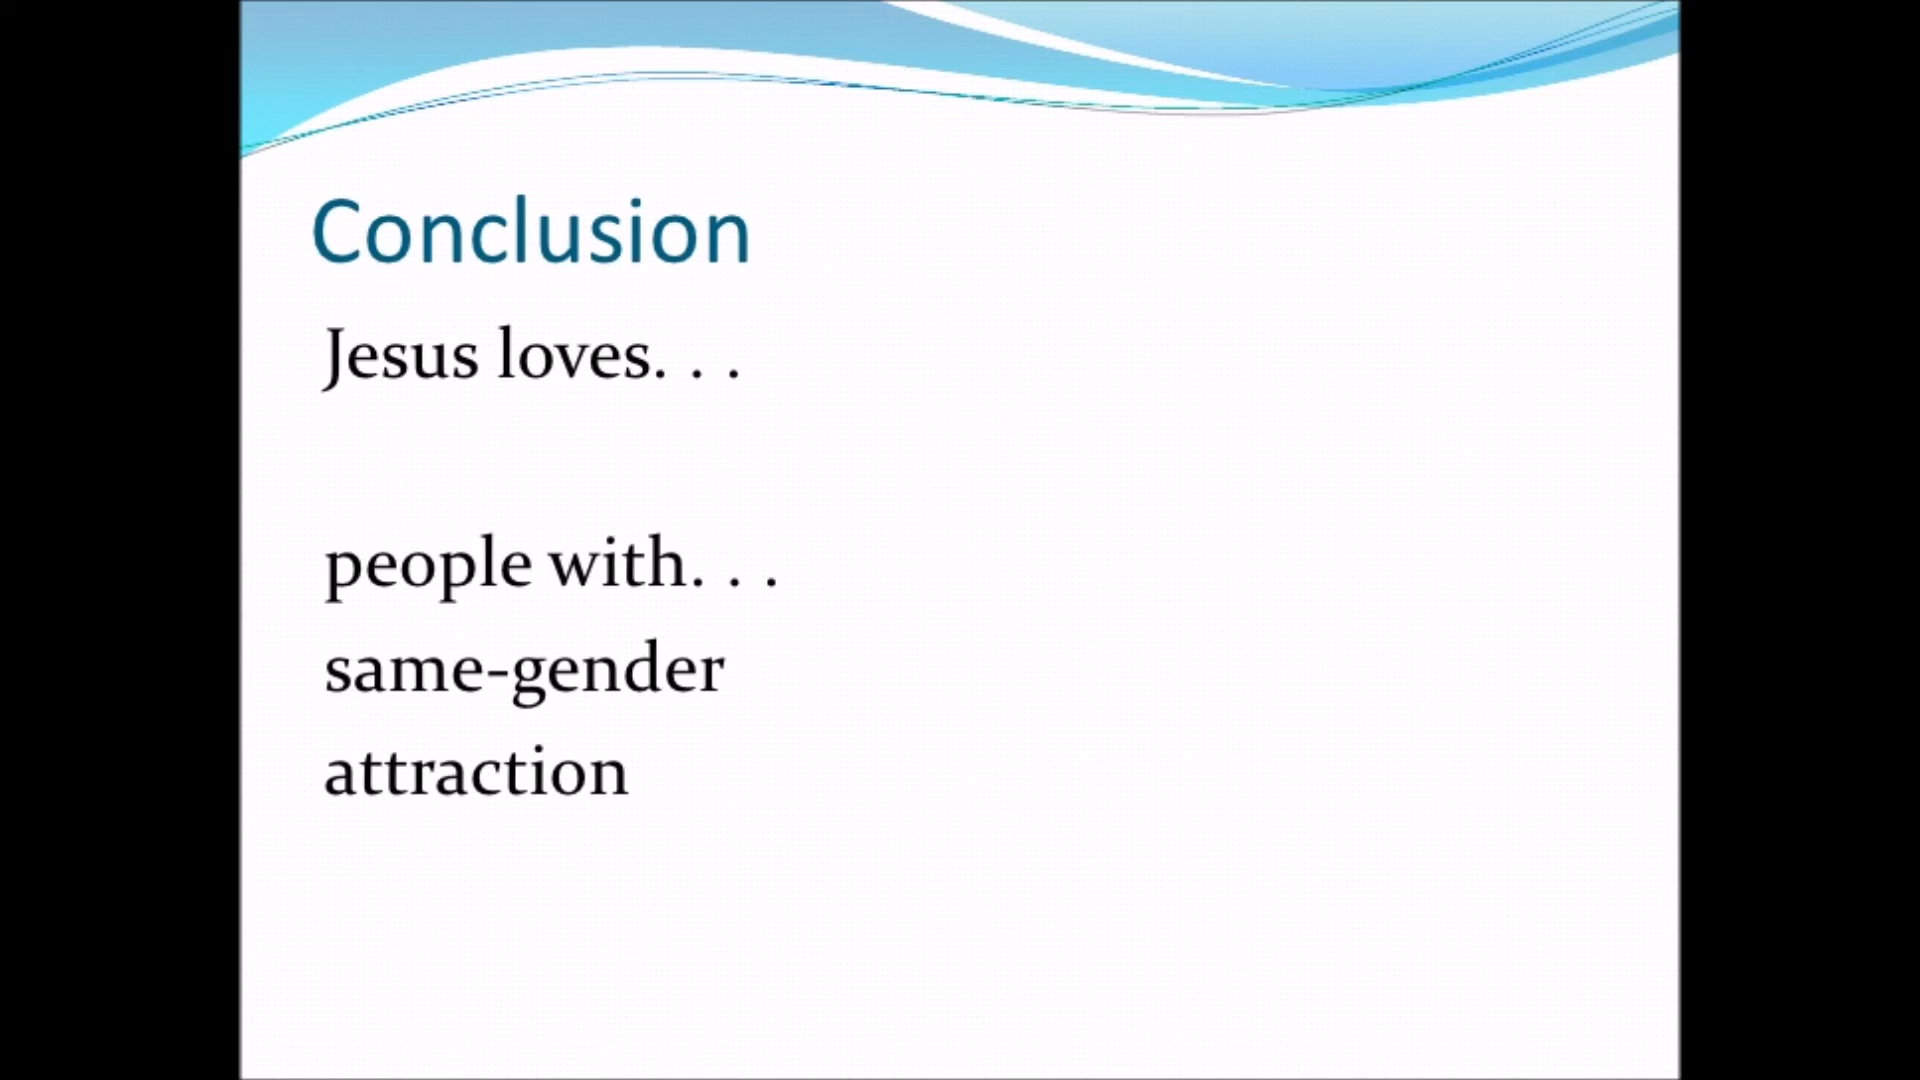 Conclusion
Jesus loves. . .
people with. . .
same-gender
attraction